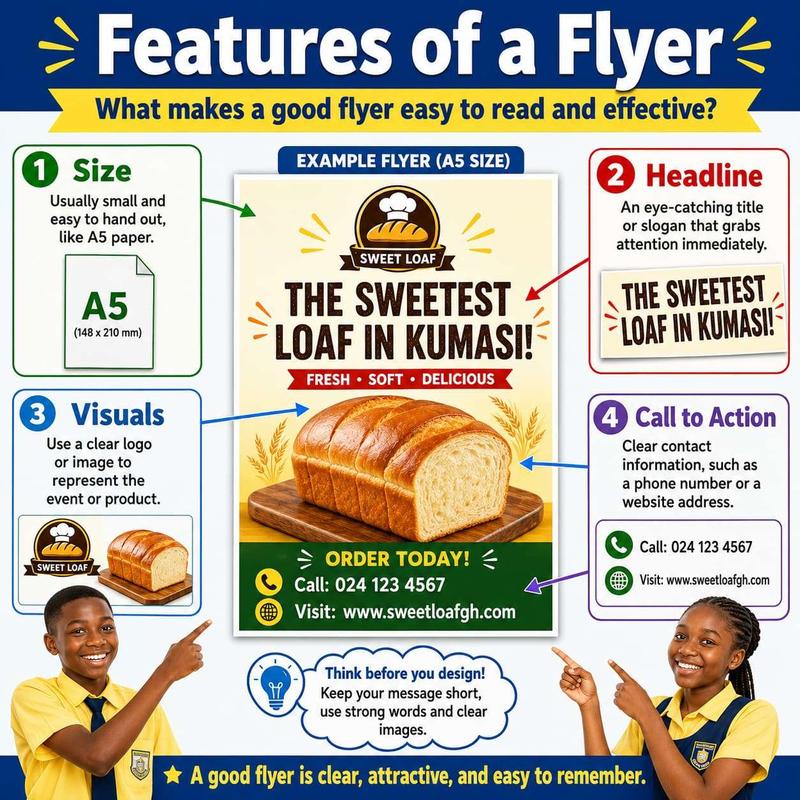 Features of a Flyer
What makes a good flyer easy to read and effective?
1 Size
Usually small and
easy to hand out,
like A5 paper.
A5
(148 x 210 mm)
EXAMPLE FLYER (A5 SIZE)
SWEET LOAF
THE SWEETEST
LOAF IN KUMASI!
FRESH • SOFT • DELICIOUS
ORDER TODAY!
Call: 024 123 4567
Visit: www.sweetloafgh.com
2 Headline
An eye-catching title
or slogan that grabs
attention immediately.
THE SWEETEST
LOAF IN KUMASI!
3 Visuals
Use a clear logo
or image to
represent the
event or product.
SWEET LOAF
4 Call to Action
Clear contact
information, such as
a phone number or a
website address.
Call: 024 123 4567
Visit: www.sweetloafgh.com
Think before you design!
Keep your message short,
use strong words and clear
images.
A good flyer is clear, attractive, and easy to remember.